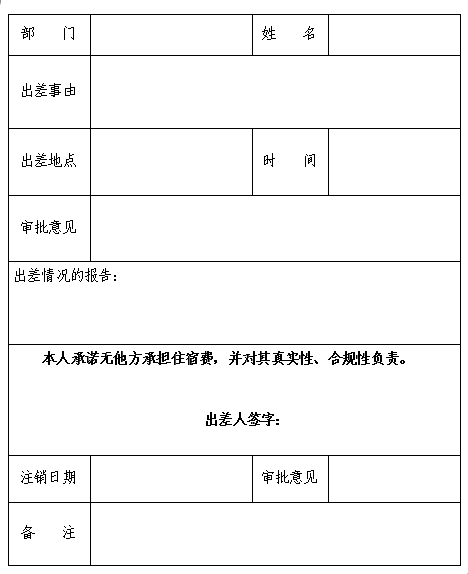 部 门 姓 名
出差事由
出差地点 时 间
审批意见
出差情况的报告：
本人承诺无他方承担住宿费，并对其真实性、合规性负责。
出差人签字：
注销日期 审批意见
备 注